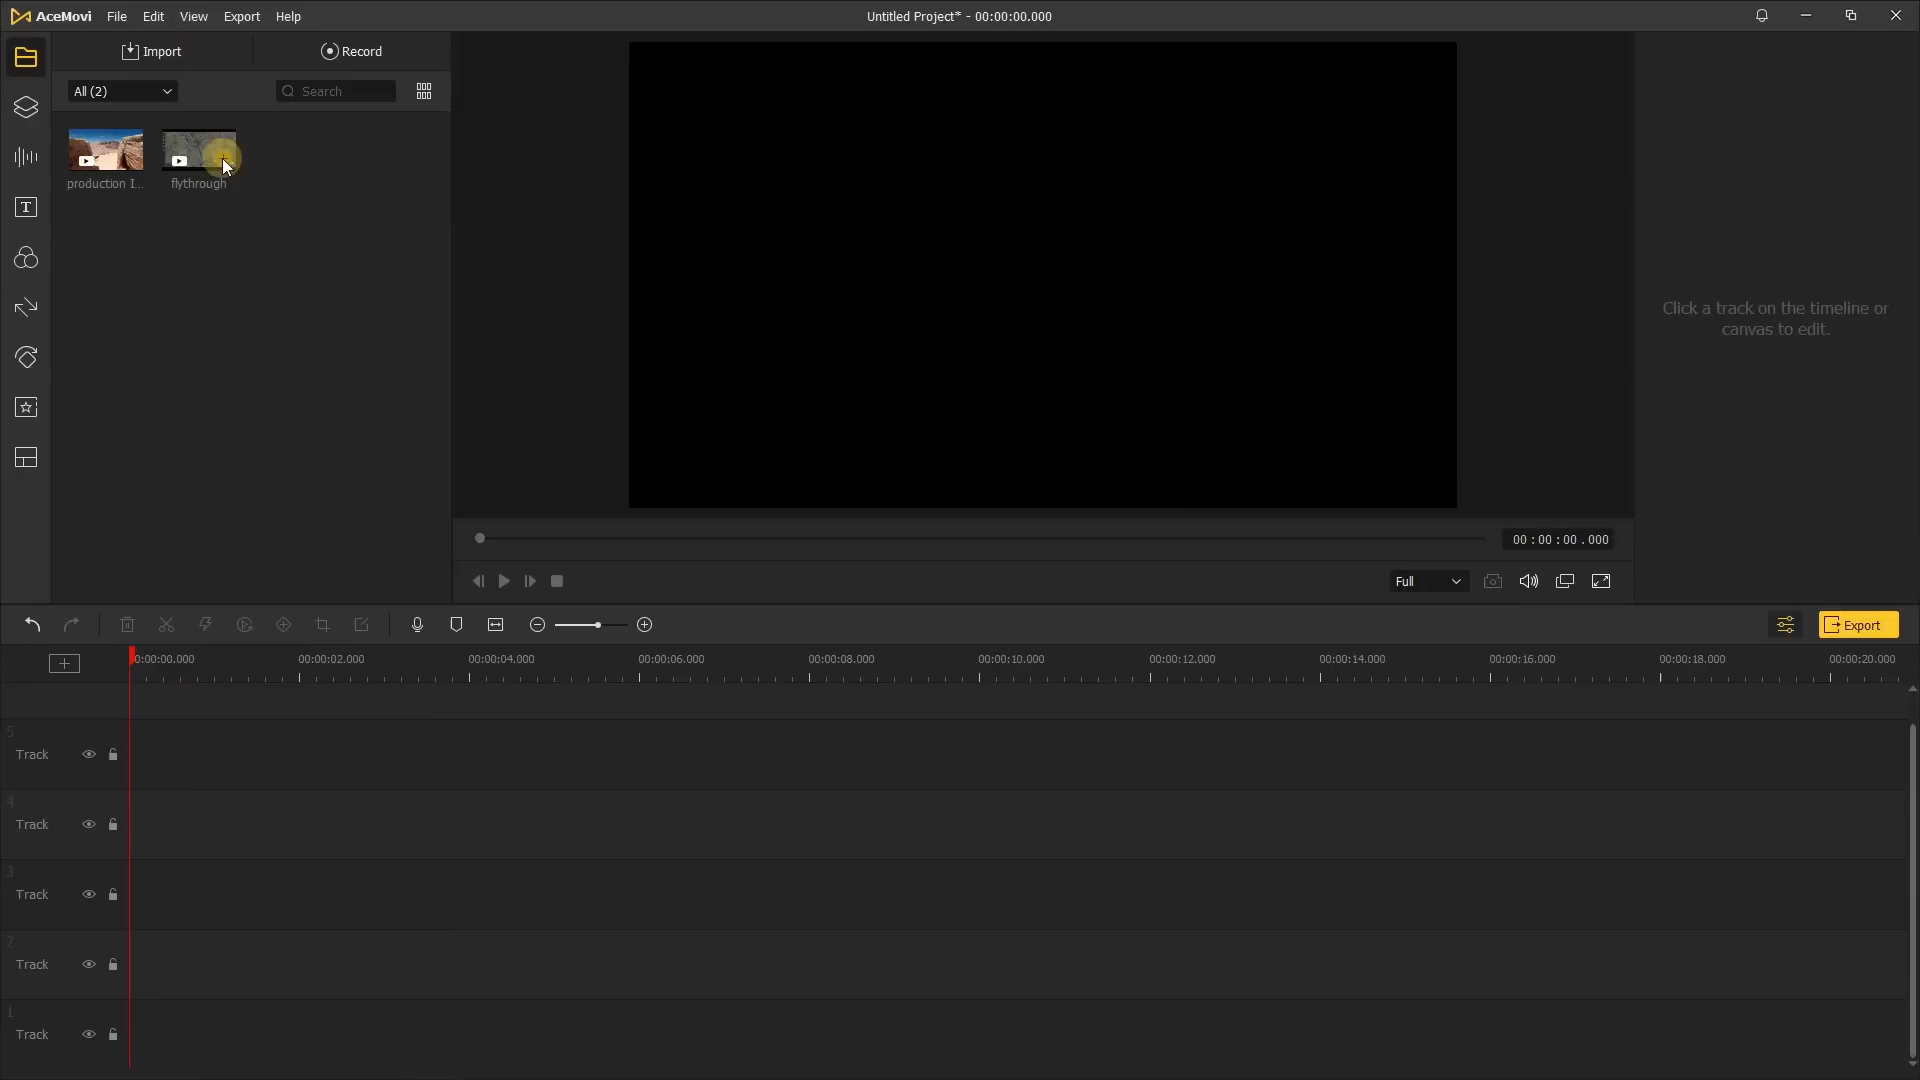 AceMovi File Edit View Export Help
Untitled Project* - 00:00:00.000
Import Record
All (2) Search
production I... flythrough
Click a track on the timeline or
canvas to edit.
00:00:00.000
Full
Export
0:00:00.000 00:00:02.000 00:00:04.000 00:00:06.000 00:00:08.000 00:00:10.000 00:00:12.000 00:00:14.000 00:00:16.000 00:00:18.000 00:00:20.000
5
Track
4
Track
3
Track
2
Track
1
Track